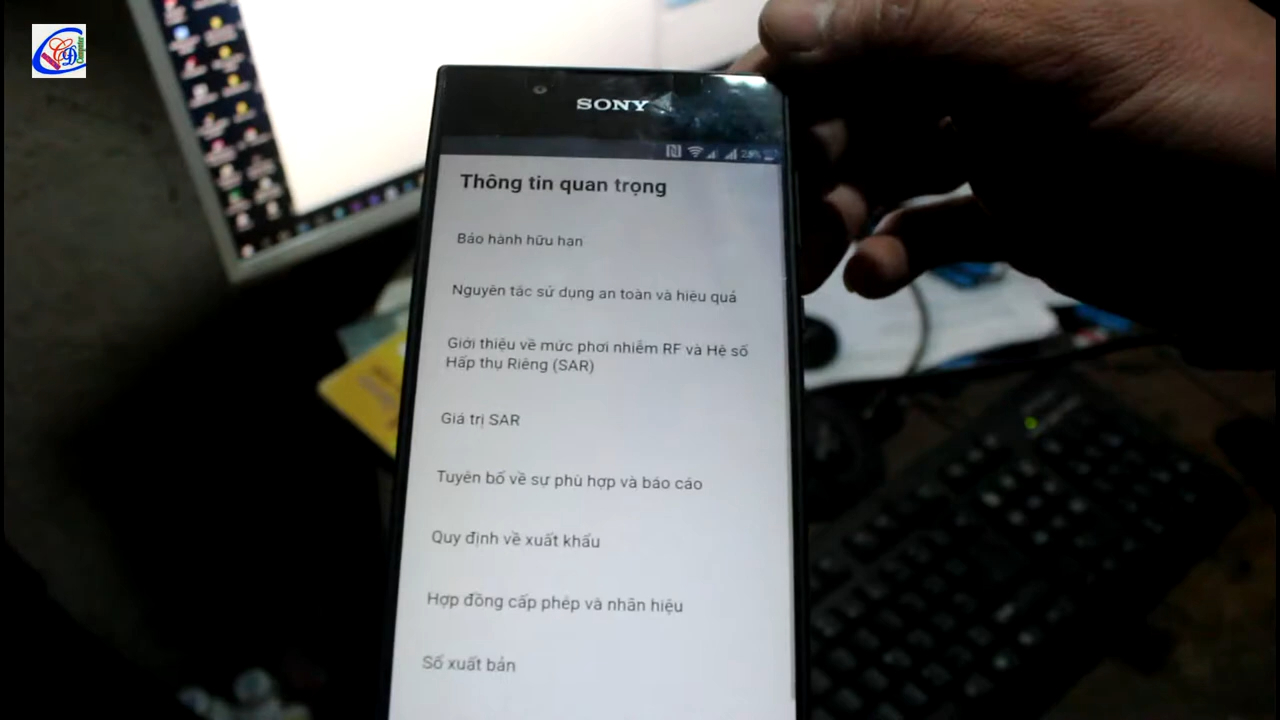 SONY
Thông tin quan trọng
Bảo hành hữu hạn
Nguyên tắc sử dụng an toàn và hiệu quả
Giới thiệu về mức phơi nhiễm RF và Hệ số
Hấp thụ Riêng (SAR)
Giá trị SAR
Tuyên bố về sự phù hợp và báo cáo
Quy định về xuất khẩu
Hợp đồng cấp phép và nhãn hiệu
Số xuất bản